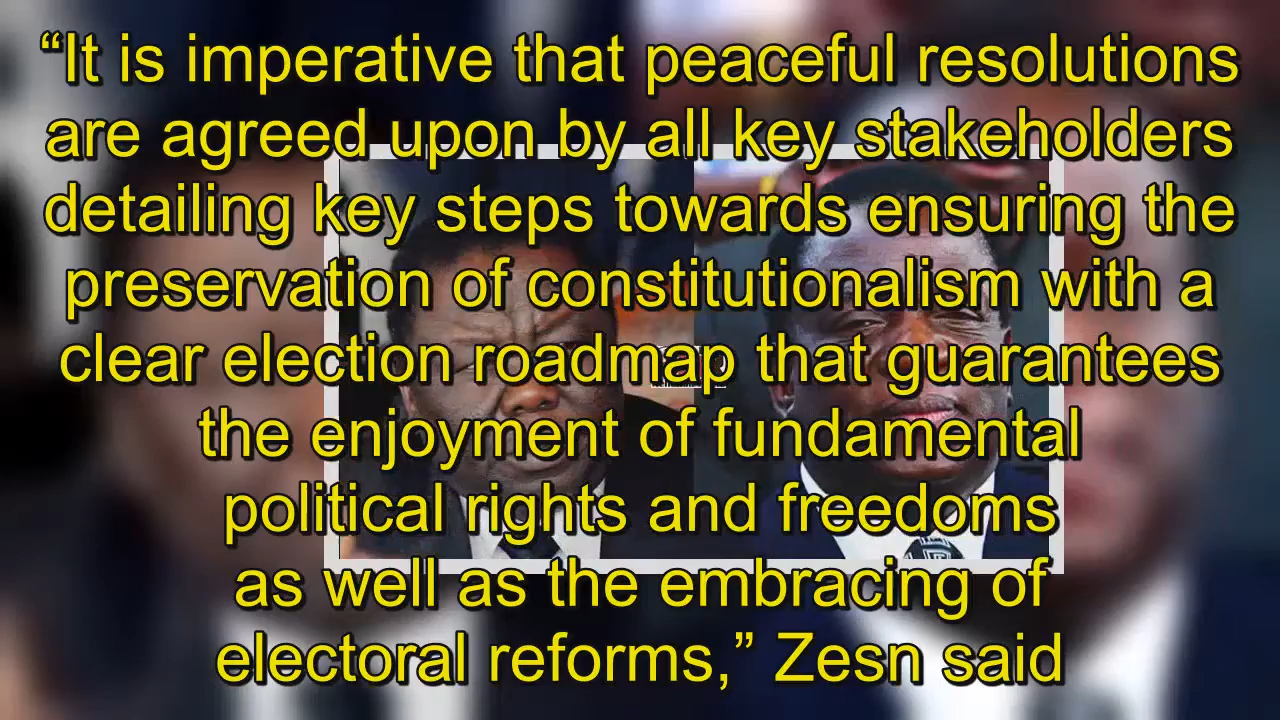 “It is imperative that peaceful resolutions
are agreed upon by all key stakeholders
detailing key steps towards ensuring the
preservation of constitutionalism with a
clear election roadmap that guarantees
the enjoyment of fundamental
political rights and freedoms
as well as the embracing of
electoral reforms,” Zesn said